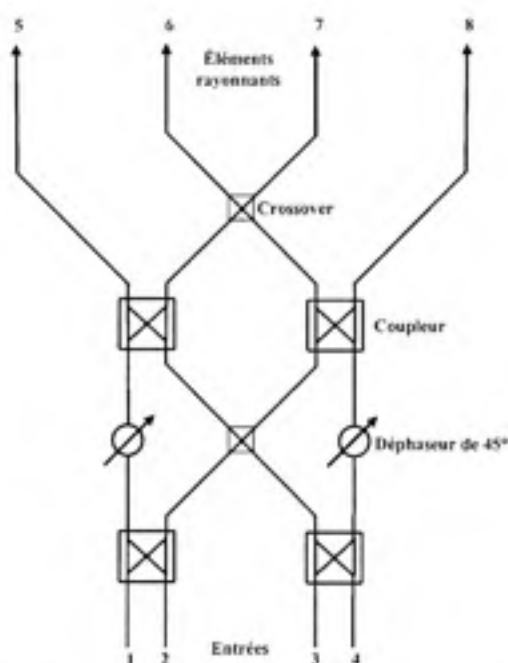 5 6 7 8
Éléments
rayonnants
Crossover
Coupleur
Déphaseur de 45°
Entrées
1 2 3 4